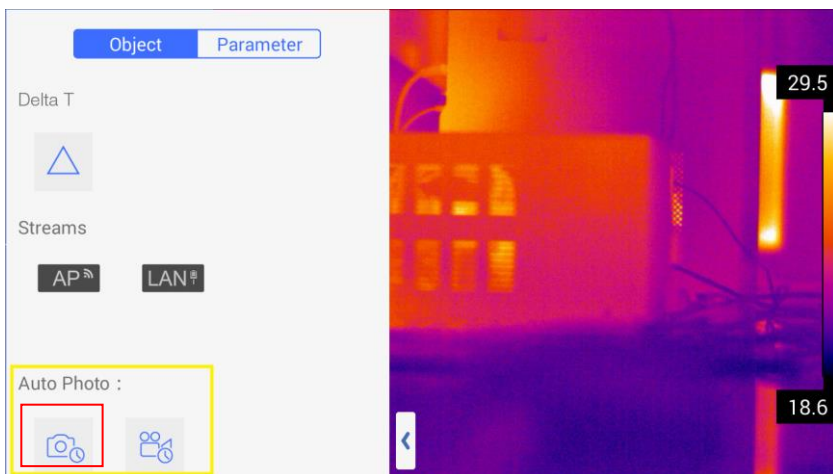 Object Parameter
Delta T
Streams
AP LAN
Auto Photo :
29.5
18.6